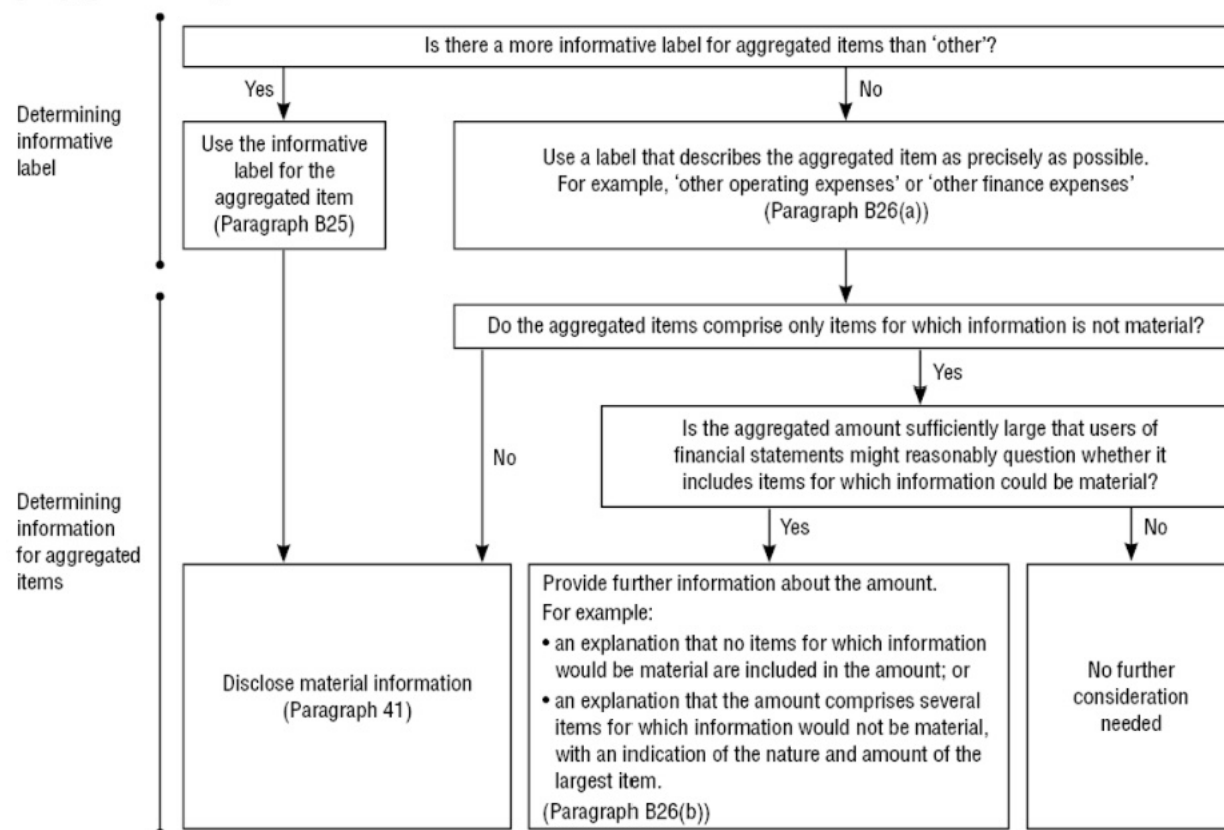 Is there a more informative label for aggregated items than ‘other’?
Yes
No
Determining
informative
label
Use the informative
label for the
aggregated item
(Paragraph B25)
Use a label that describes the aggregated item as precisely as possible.
For example, ‘other operating expenses’ or ‘other finance expenses’
(Paragraph B26(a))
Do the aggregated items comprise only items for which information is not material?
Yes
No
Is the aggregated amount sufficiently large that users of
financial statements might reasonably question whether it
includes items for which information could be material?
Yes
No
Determining
information
for aggregated
items
Disclose material information
(Paragraph 41)
Provide further information about the amount.
For example:
• an explanation that no items for which information
would be material are included in the amount; or
• an explanation that the amount comprises several
items for which information would not be material,
with an indication of the nature and amount of the
largest item.
(Paragraph B26(b))
No further
consideration
needed